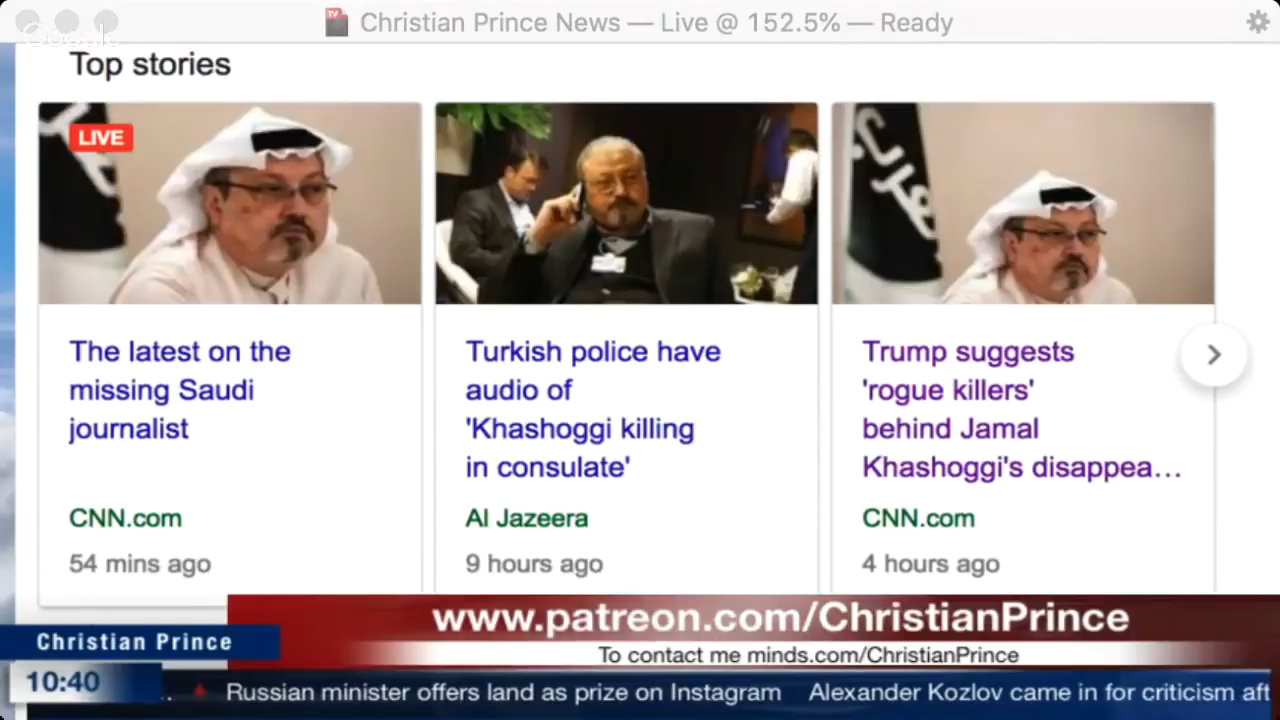 Christian Prince News — Live @ 152.5% — Ready
Google
Top stories
LIVE
The latest on the
missing Saudi
journalist
CNN.com
54 mins ago
Turkish police have
audio of
'Khashoggi killing
in consulate'
Al Jazeera
9 hours ago
Trump suggests
'rogue killers'
behind Jamal
Khashoggi's disappea...
CNN.com
4 hours ago
www.patreon.com/ChristianPrince
Christian Prince
To contact me minds.com/ChristianPrince
10:40
.. Russian minister offers land as prize on Instagram Alexander Kozlov came in for criticism aft